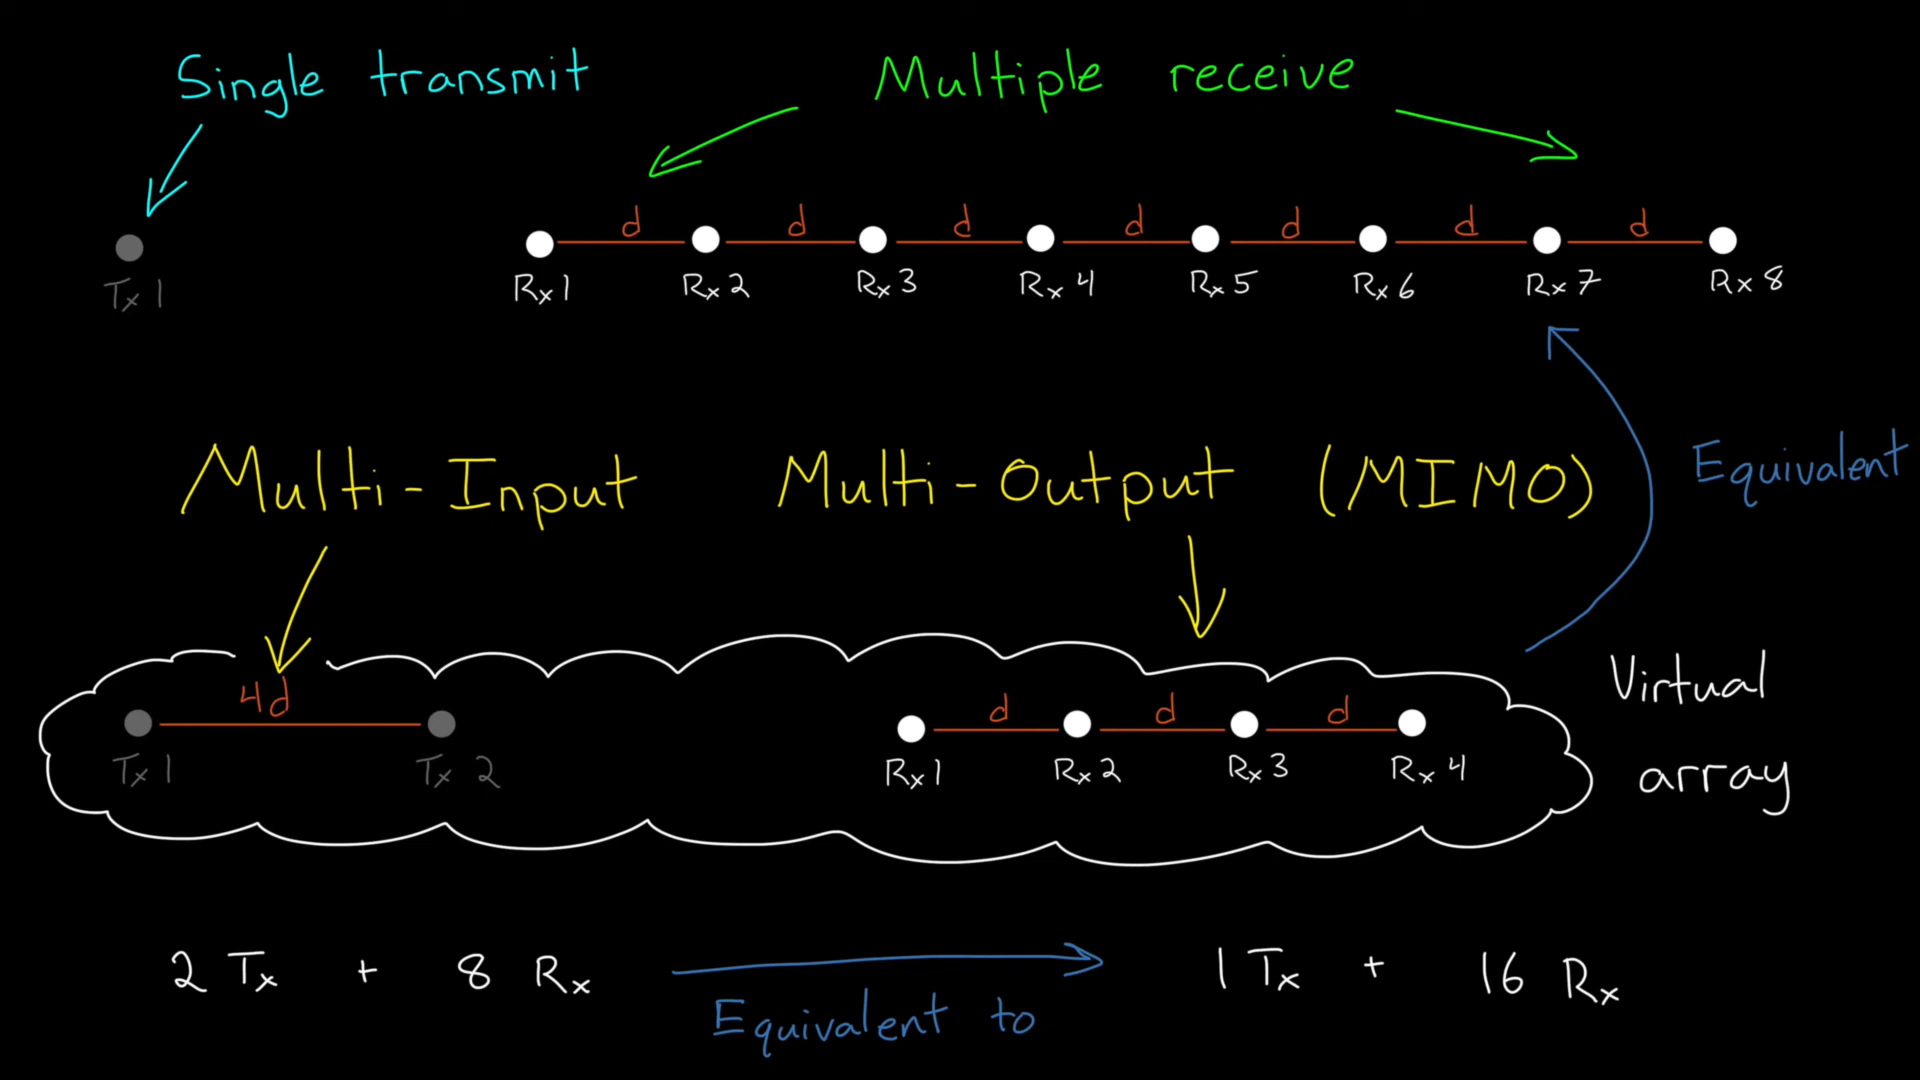 Single transmit
Multiple receive
d d d d d d d
Tx 1
Rx 1 Rx 2 Rx 3 Rx 4 Rx 5 Rx 6 Rx 7 Rx 8
Multi-Input Multi-Output (MIMO)
Equivalent
4d
d d d
Tx 1 Tx 2
Rx 1 Rx 2 Rx 3 Rx 4
Virtual
array
2 Tx + 8 Rx
Equivalent to
1 Tx + 16 Rx